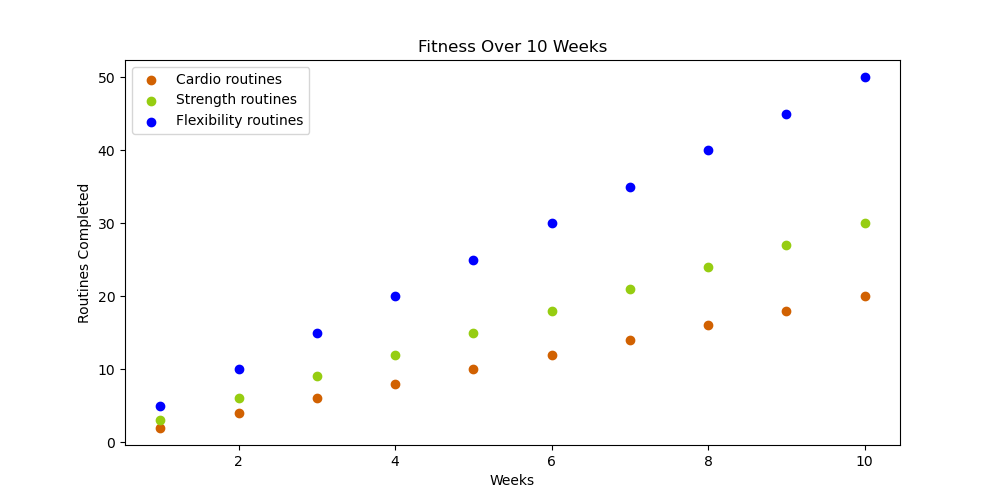 Fitness Over 10 Weeks
Cardio routines
Strength routines
Flexibility routines
Routines Completed
50
40
30
20
10
0
2
4
6
8
10
Weeks